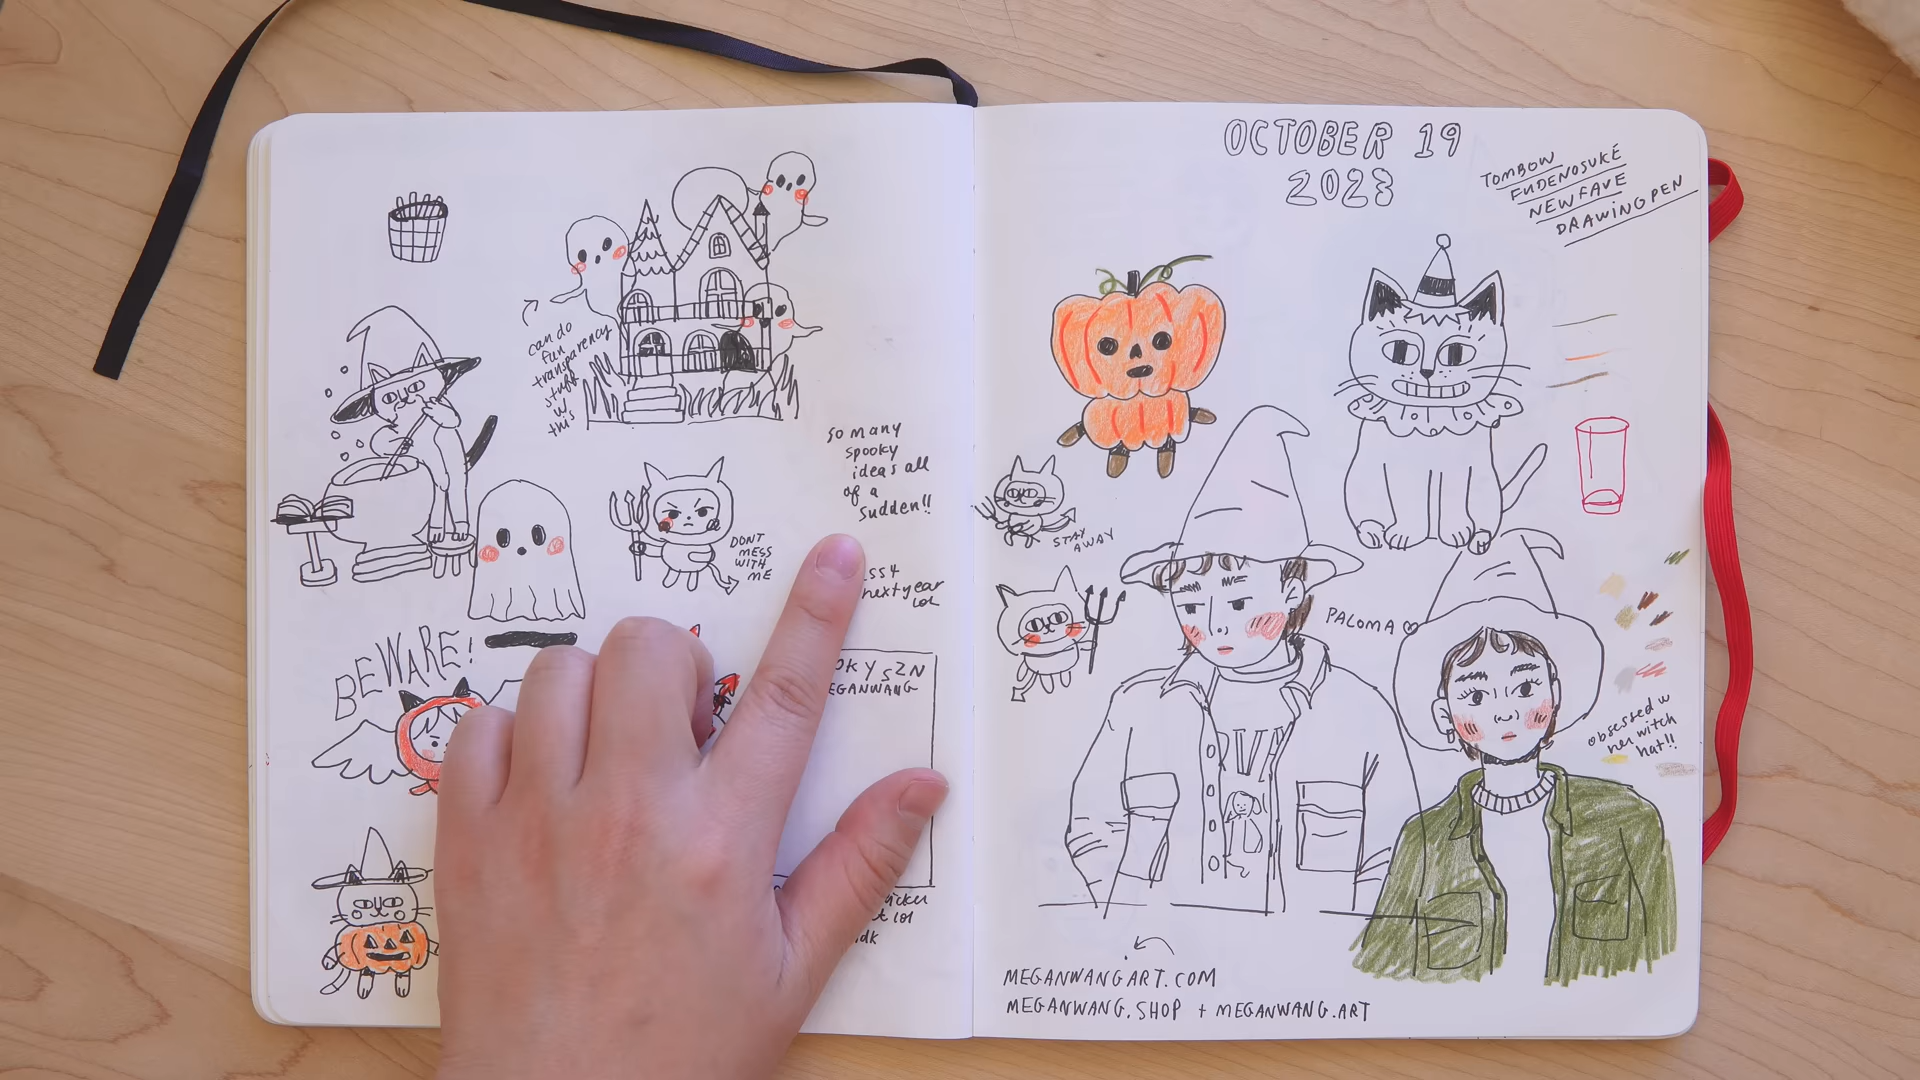 can do
fun
transparency
stuff
w/
this
so many
spooky
ideas all
of a
sudden!!
next year
lol
DONT
MESS
WITH
ME
BEWARE!
SZN
lol
idk
OCTOBER 19
2023
TOMBOW
FUDENOSUKE
NEW FAVE
DRAWING PEN
STAY
AWAY
PALOMA
obsessed w
her witch
hat!!
MEGANWANGART.COM
MEGANWANG.SHOP + MEGANWANG.ART